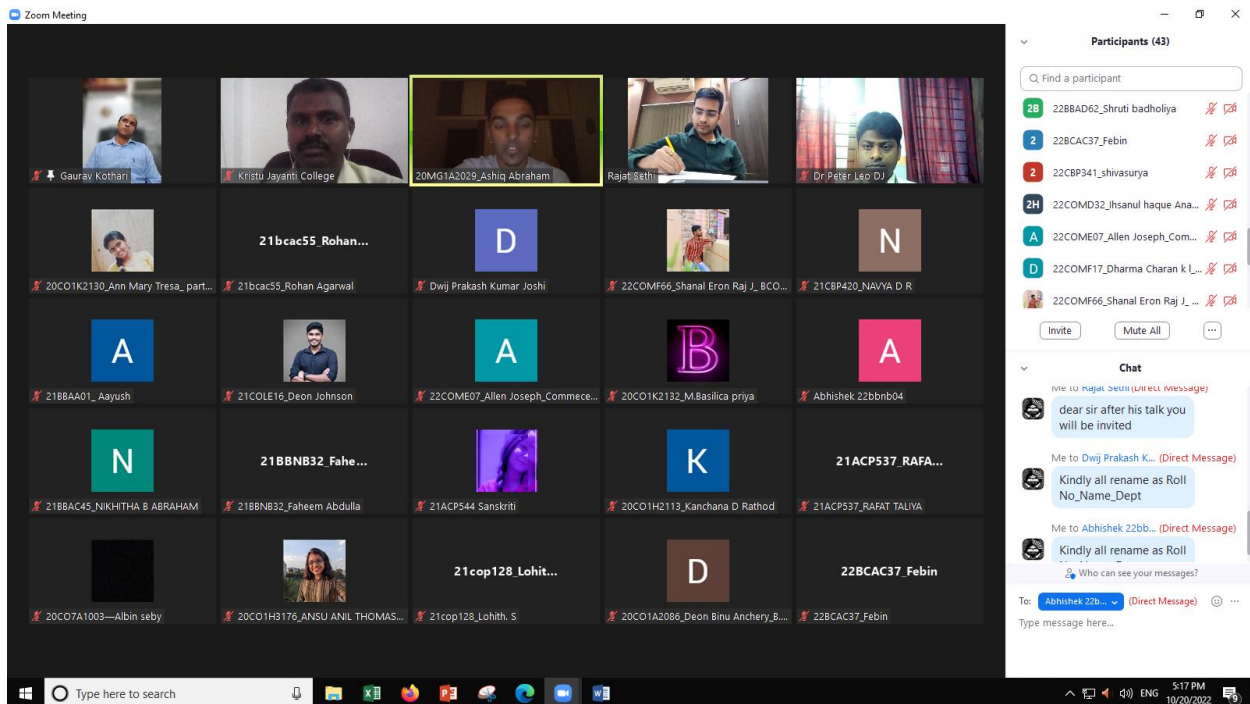 Zoom Meeting
Gaurav Kothari
Kristu Jayanti College
20MG1A2029_Ashiq Abraham
Rajat Sethi
Dr Peter Leo DJ
21bcac55_Rohan...
D
N
20CO1K2130_Ann Mary Tresa_ part...
21bcac55_Rohan Agarwal
Dwij Prakash Kumar Joshi
22COMF66_Shanal Eron Raj J_ BCO...
21CBP420_NAVYA D R
A
A
B
A
21BBAA01_ Aayush
21COLE16_Deon Johnson
22COME07_Allen Joseph_Commece...
20CO1K2132_M.Basilica priya
Abhishek 22bbnb04
N
21BBNB32_Fahe...
K
21ACP537_RAFA...
21BBAC45_NIKHITHA B ABRAHAM
21BBNB32_Faheem Abdulla
21ACP544 Sanskriti
20CO1H2113_Kanchana D Rathod
21ACP537_RAFAT TALIYA
21cop128_Lohit...
D
22BCAC37_Febin
20CO7A1003—Albin seby
20CO1H3176_ANSU ANIL THOMAS...
21cop128_Lohith. S
20CO1A2086_Deon Binu Anchery_B....
22BCAC37_Febin
Participants (43)
Find a participant
2B 22BBAD62_Shruti badholiya
2 22BCAC37_Febin
2 22CBP341_shivasurya
2H 22COMD32_Ihsanul haque Ana...
A 22COME07_Allen Joseph_Com...
D 22COMF17_Dharma Charan k l_...
22COMF66_Shanal Eron Raj J_ ...
Invite Mute All ...
Chat
Me to Rajat Sethi (Direct Message)
dear sir after his talk you
will be invited
Me to Dwij Prakash K... (Direct Message)
Kindly all rename as Roll
No_Name_Dept
Me to Abhishek 22bb... (Direct Message)
Kindly all rename as Roll
Who can see your messages?
To: Abhishek 22b... (Direct Message)
Type message here...
Type here to search
ENG
5:17 PM
10/20/2022
9